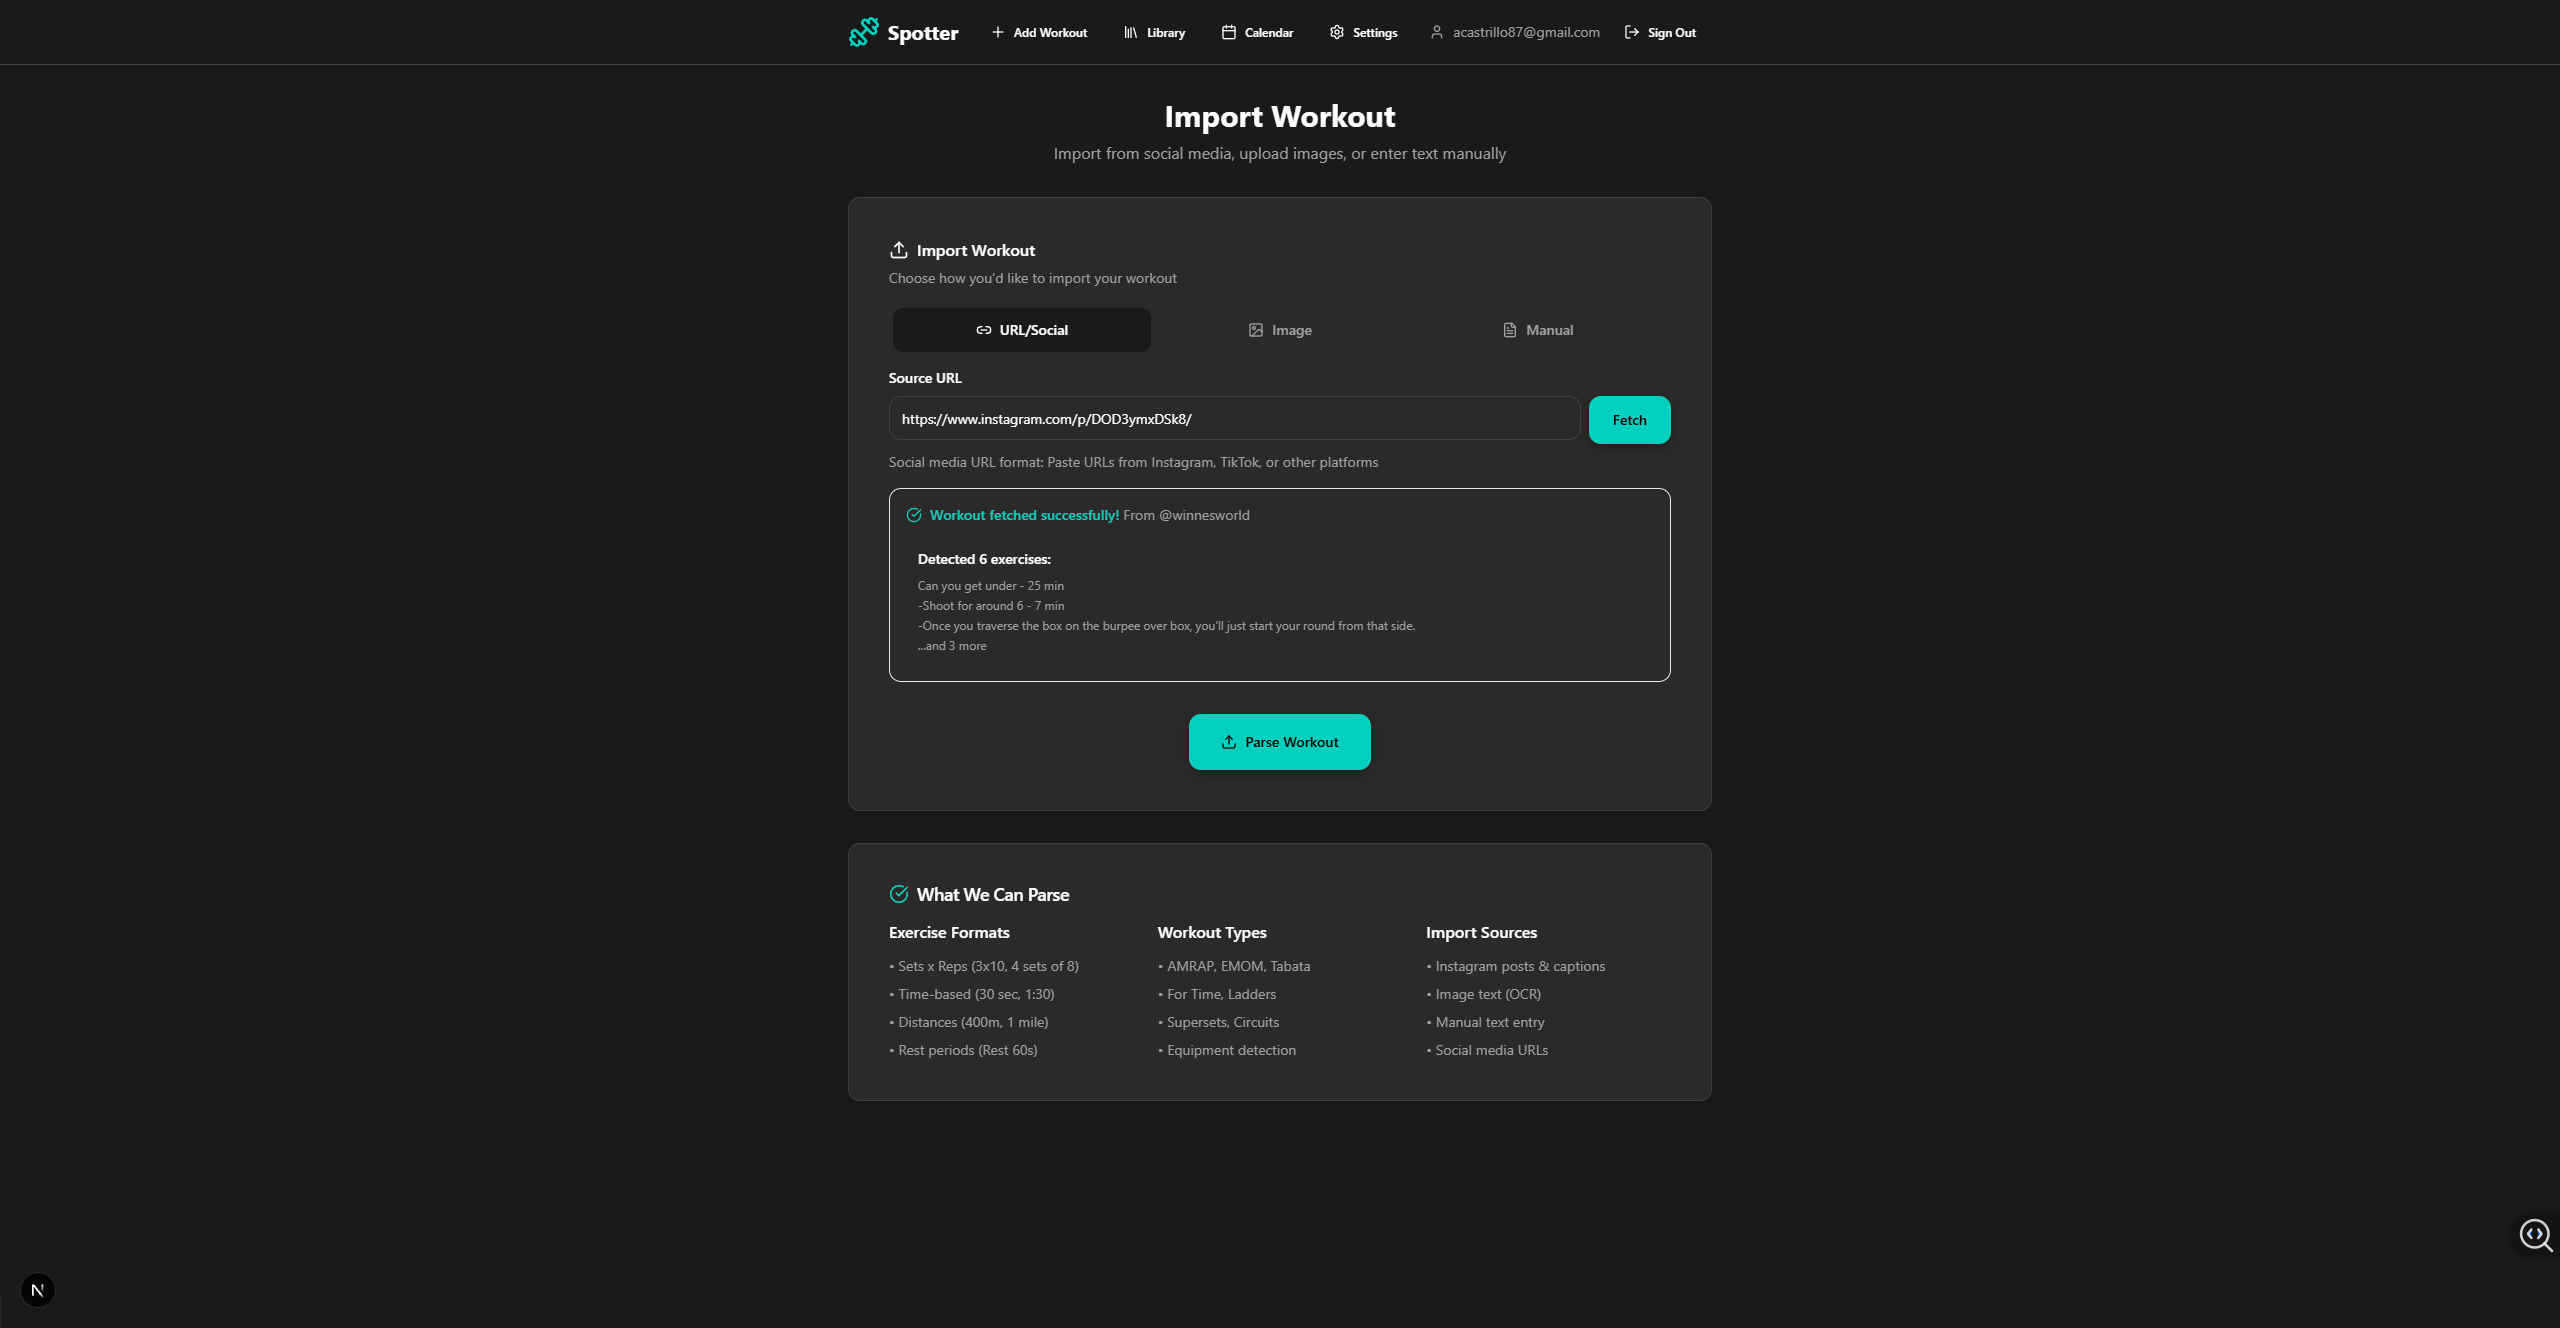 Spotter
Add Workout
Library
Calendar
Settings
acastrillo87@gmail.com
Sign Out
Import Workout
Import from social media, upload images, or enter text manually
Import Workout
Choose how you'd like to import your workout
URL/Social
Image
Manual
Source URL
https://www.instagram.com/p/DOD3ymxDSk8/
Fetch
Social media URL format: Paste URLs from Instagram, TikTok, or other platforms
Workout fetched successfully! From @winnesworld
Detected 6 exercises:
Can you get under - 25 min
-Shoot for around 6 - 7 min
-Once you traverse the box on the burpee over box, you'll just start your round from that side.
...and 3 more
Parse Workout
What We Can Parse
Exercise Formats
• Sets x Reps (3x10, 4 sets of 8)
• Time-based (30 sec, 1:30)
• Distances (400m, 1 mile)
• Rest periods (Rest 60s)
Workout Types
• AMRAP, EMOM, Tabata
• For Time, Ladders
• Supersets, Circuits
• Equipment detection
Import Sources
• Instagram posts & captions
• Image text (OCR)
• Manual text entry
• Social media URLs
N